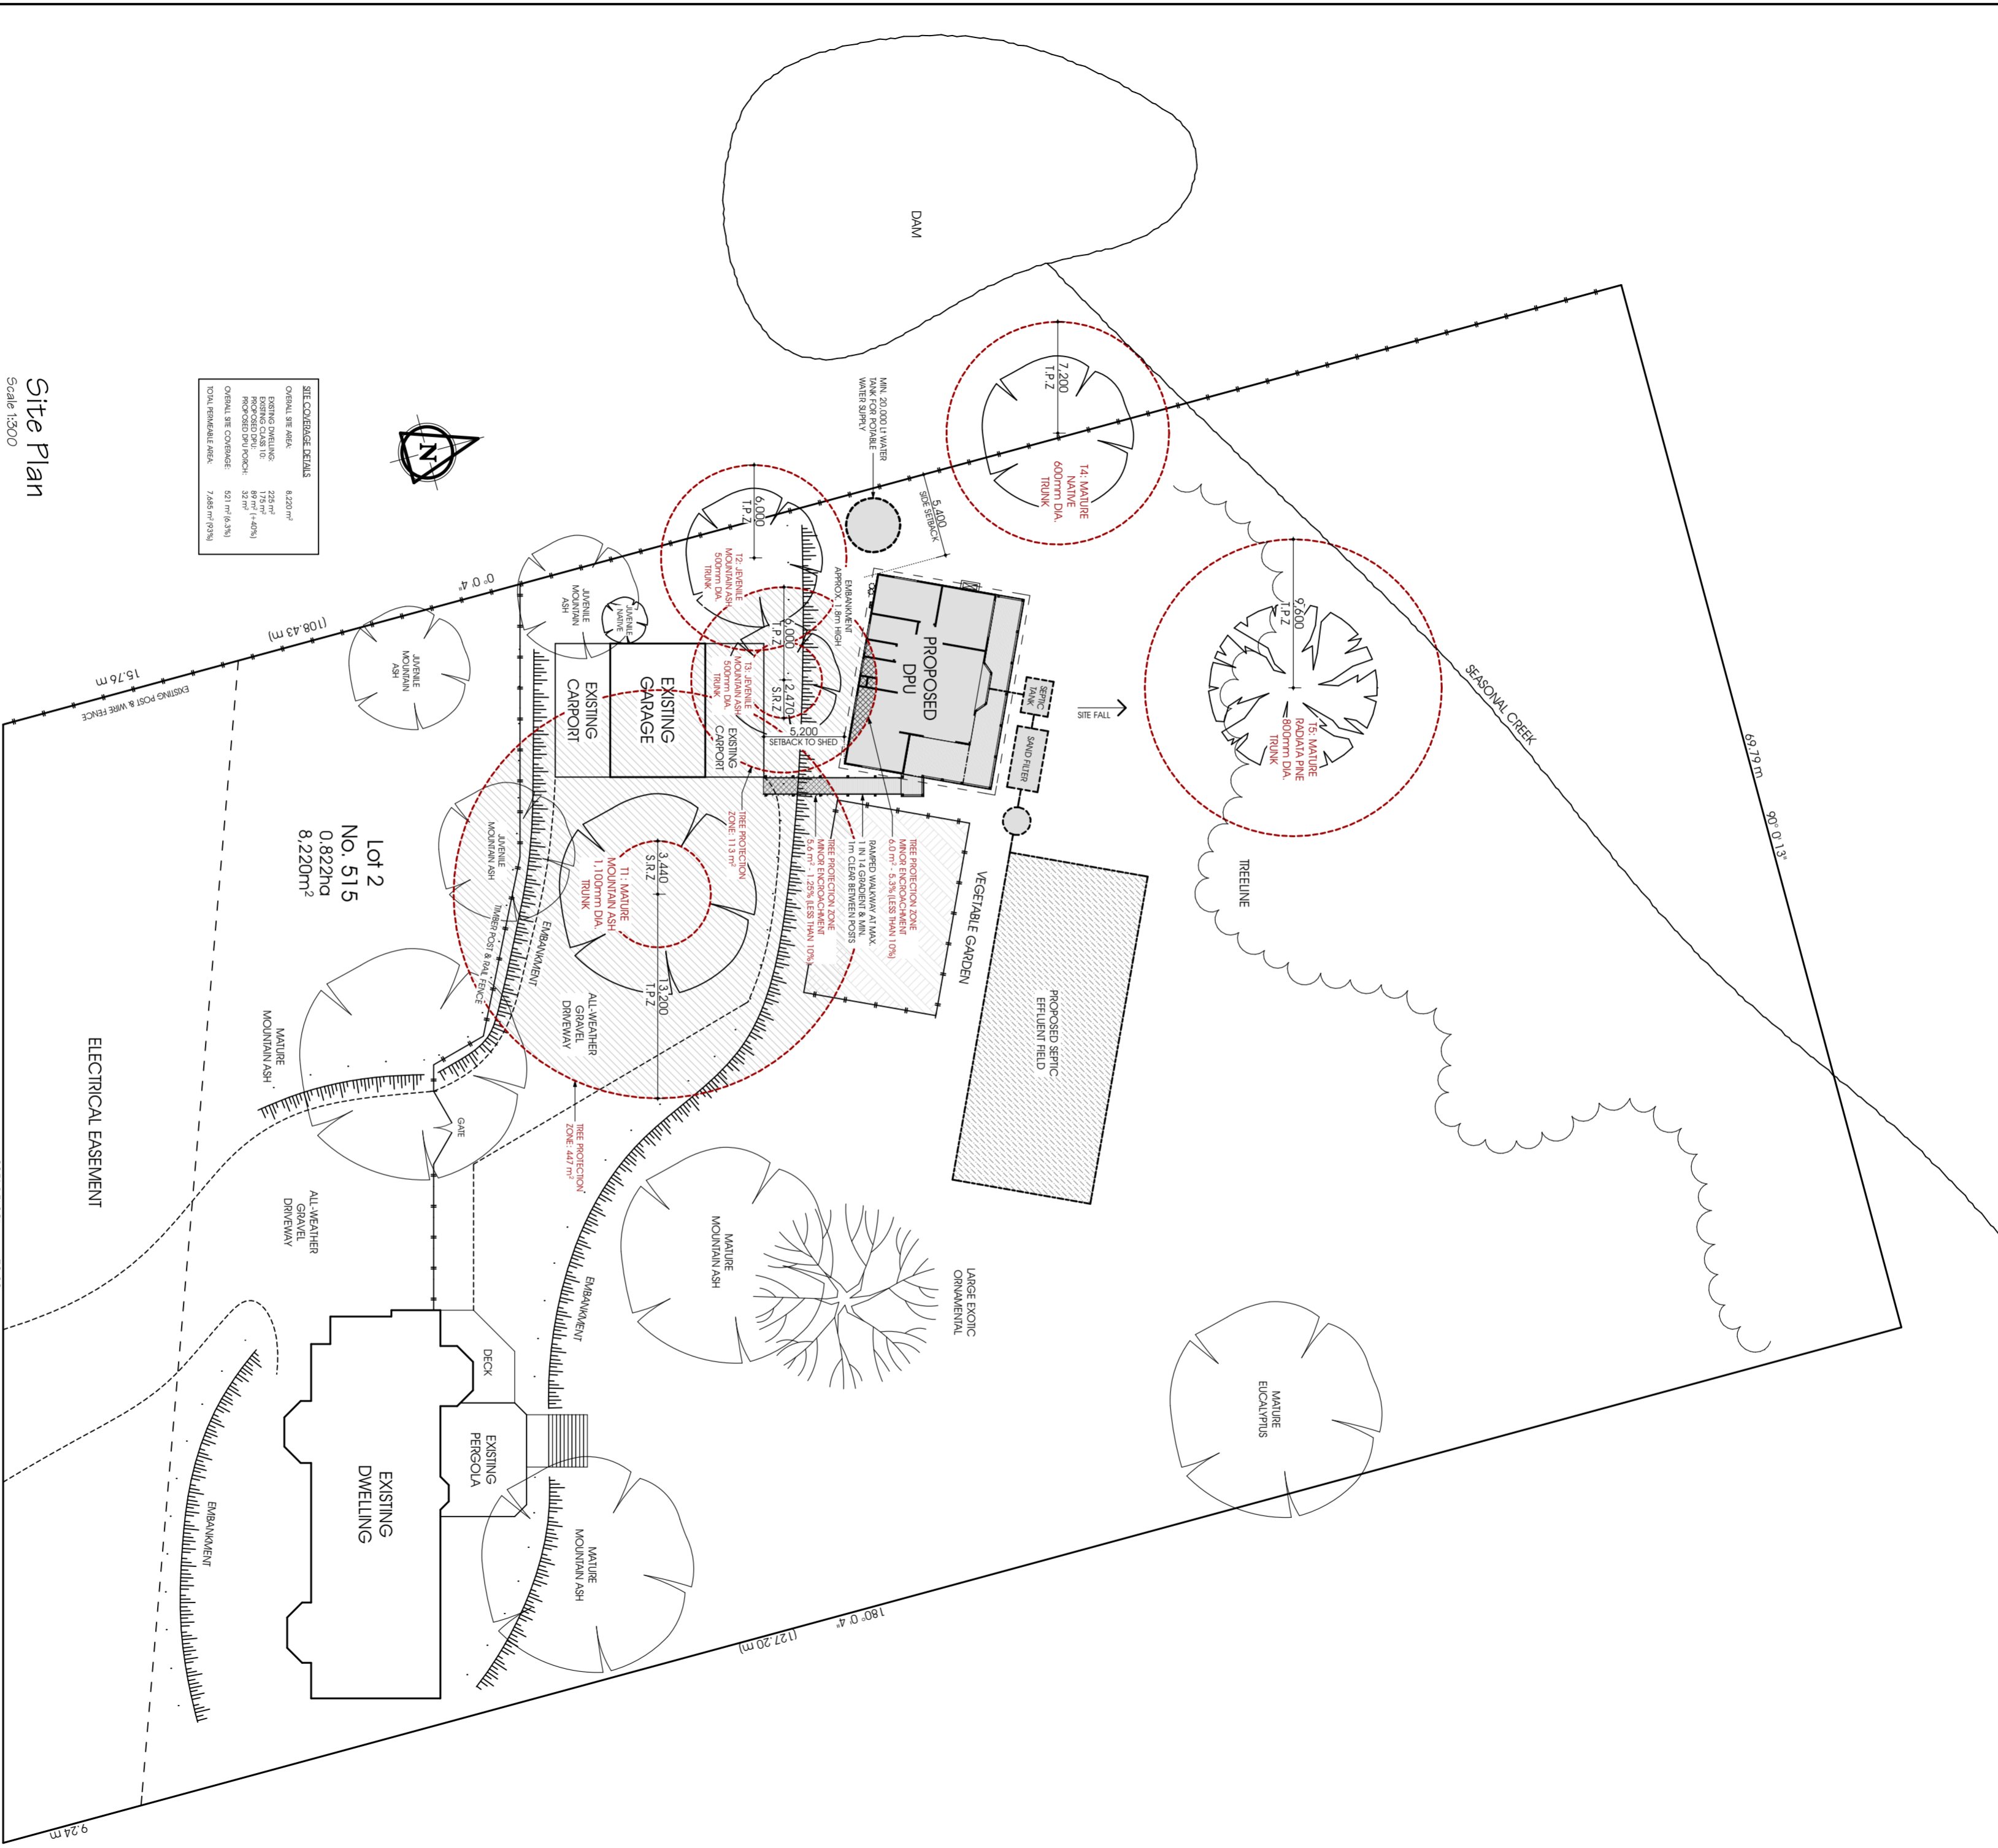 Site Plan
Scale 1:300
SITE COVERAGE DETAILS
OVERALL SITE AREA: 8,220 m²
EXISTING DWELLING: 225 m²
EXISTING CLASS 10: 175 m²
PROPOSED DPU: 89 m² (+40%)
PROPOSED DPU PORCH: 32 m²
OVERALL SITE COVERAGE: 521 m² (6.3%)
TOTAL PERMEABLE AREA: 7,685 m² (93%)
N
DAM
MIN. 20,000 Lt WATER
TANK FOR POTABLE
WATER SUPPLY
5,400
SIDE SETBACK
7,200
T.P.Z
T4: MATURE
NATIVE
600mm DIA.
TRUNK
9,600
T.P.Z
T5: MATURE
RADIATA PINE
800mm DIA.
TRUNK
SEASONAL CREEK
69.79 m
90° 0'13"
TREELINE
SITE FALL
SEPTIC
TANK
SAND FILTER
PROPOSED
DPU
EMBANKMENT
APPROX. 1.8m HIGH
6,000
T.P.Z
T2: JEVENILE
MOUNTAIN ASH
500mm DIA.
TRUNK
6,000
T.P.Z
2,470
S.R.Z
T3: JEVENILE
MOUNTAIN ASH
500mm DIA.
TRUNK
5,200
SETBACK TO SHED
EXISTING
CARPORT
EXISTING
GARAGE
EXISTING
CARPORT
JUVENILE
NATIVE
JUVENILE
MOUNTAIN
ASH
JUVENILE
MOUNTAIN
ASH
0° 0' 4"
(108.43 m)
15.76 m
EXISTING POST & WIRE FENCE
TREE PROTECTION
ZONE: 113 m²
TREE PROTECTION ZONE
MINOR ENCROACHMENT
6.0 m² - 5.3% (LESS THAN 10%)
RAMPED WALKWAY AT MAX.
1 IN 14 GRADIENT & MIN.
1m CLEAR BETWEEN POSTS
TREE PROTECTION ZONE
MINOR ENCROACHMENT
5.6 m² - 1.25% (LESS THAN 10%)
VEGETABLE GARDEN
PROPOSED SEPTIC
EFFLUENT FIELD
3,440
S.R.Z
T1: MATURE
MOUNTAIN ASH
1,100mm DIA.
TRUNK
13,200
T.P.Z
JUVENILE
MOUNTAIN ASH
TIMBER POST & RAIL FENCE
EMBANKMENT
ALL-WEATHER
GRAVEL
DRIVEWAY
TREE PROTECTION
ZONE: 447 m²
Lot 2
No. 515
0.822ha
8,220m²
MATURE
MOUNTAIN ASH
GATE
ELECTRICAL EASEMENT
ALL-WEATHER
GRAVEL
DRIVEWAY
MATURE
MOUNTAIN ASH
LARGE EXOTIC
ORNAMENTAL
EMBANKMENT
DECK
EXISTING
PERGOLA
EXISTING
DWELLING
EMBANKMENT
MATURE
MOUNTAIN ASH
MATURE
EUCALYPTUS
180° 0' 4"
(127.20 m)
9.24 m